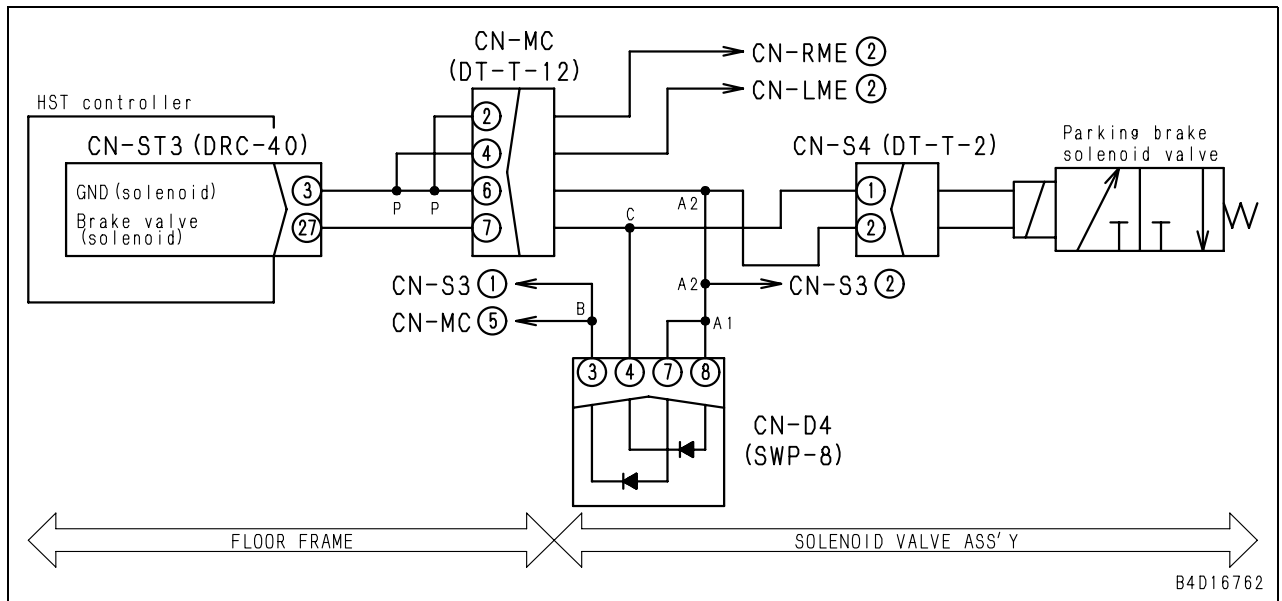 CN-MC
(DT-T-12)
CN-RME ②
CN-LME ②
HST controller
CN-ST3 (DRC-40)
GND (solenoid) ③
Brake valve
(solenoid) ㉗
P P
② 
④
⑥
⑦
C
A2
CN-S4 (DT-T-2)
①
②
Parking brake
solenoid valve
CN-S3 ①
B
CN-MC ⑤
A2
CN-S3 ②
A1
③ ④ ⑦ ⑧
CN-D4
(SWP-8)
FLOOR FRAME
SOLENOID VALVE ASS'Y
B4D16762